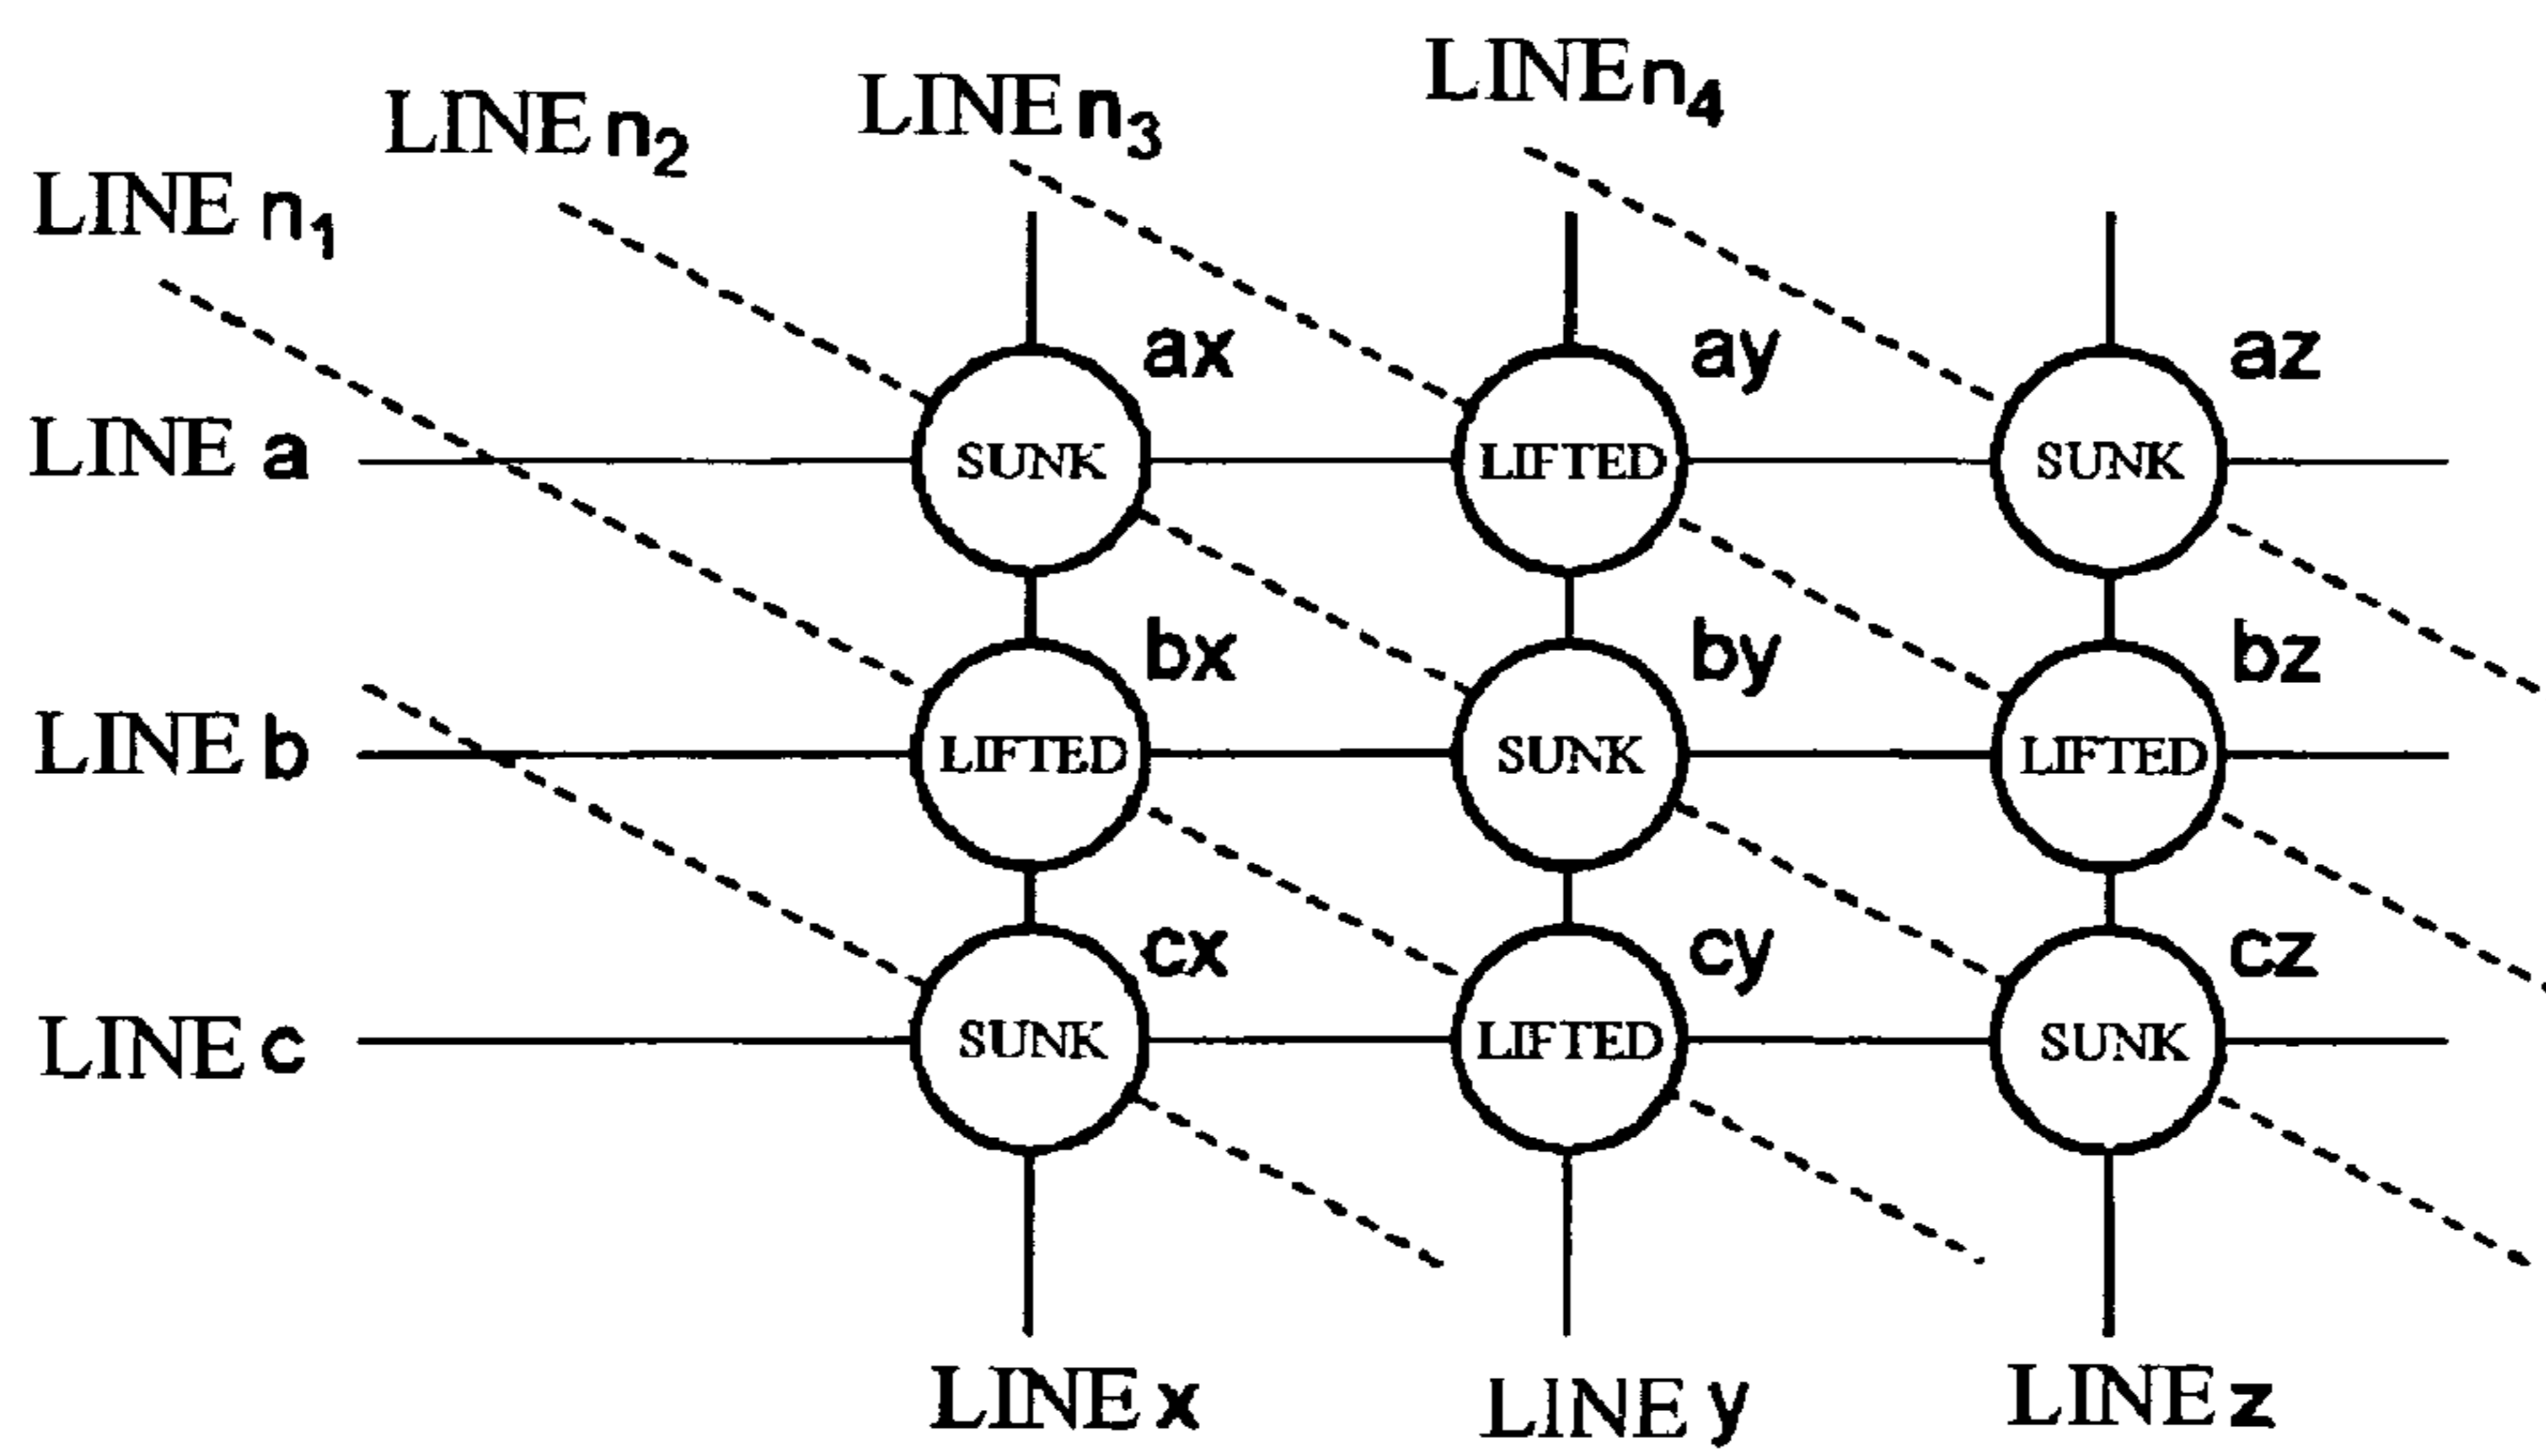 LINE n₄
LINE n₃
LINE n₂
LINE n₁
ax ay az
LINE a SUNK LIFTED SUNK
bx by bz
LINE b LIFTED SUNK LIFTED
cx cy cz
LINE c SUNK LIFTED SUNK
LINE x LINE y LINE z